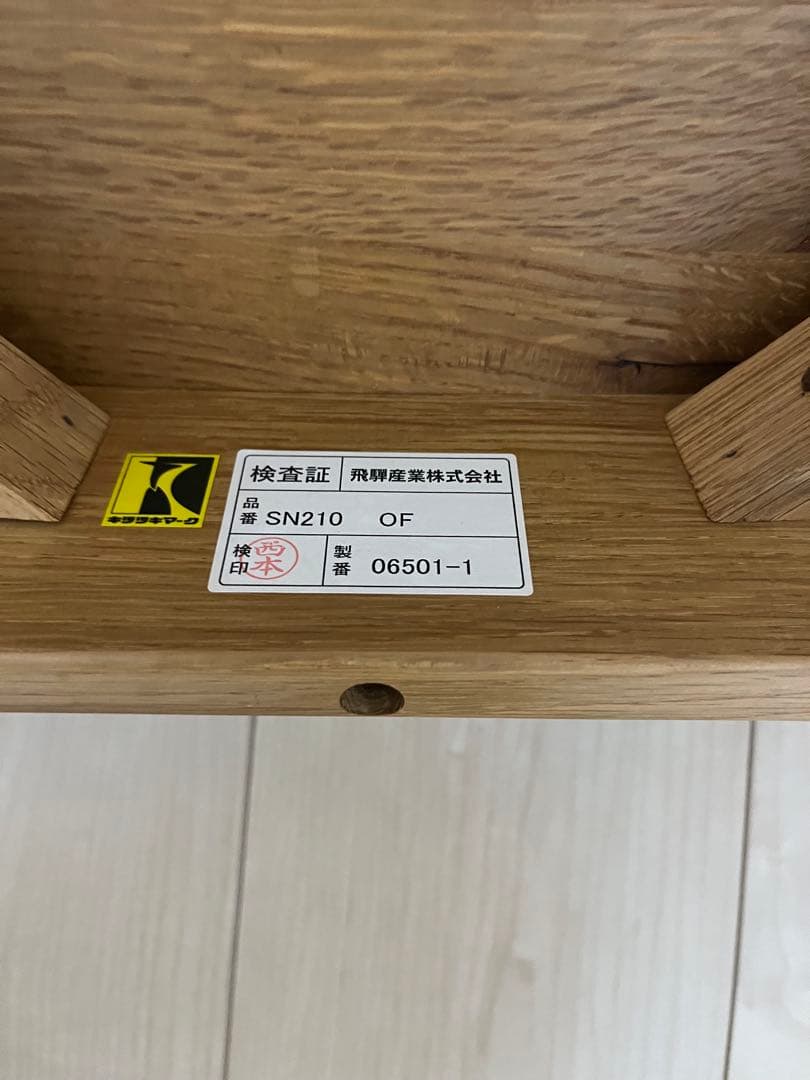 キツツキマーク
検査証 飛騨産業株式会社
品番 SN210 OF
検印 西本 製番 06501-1